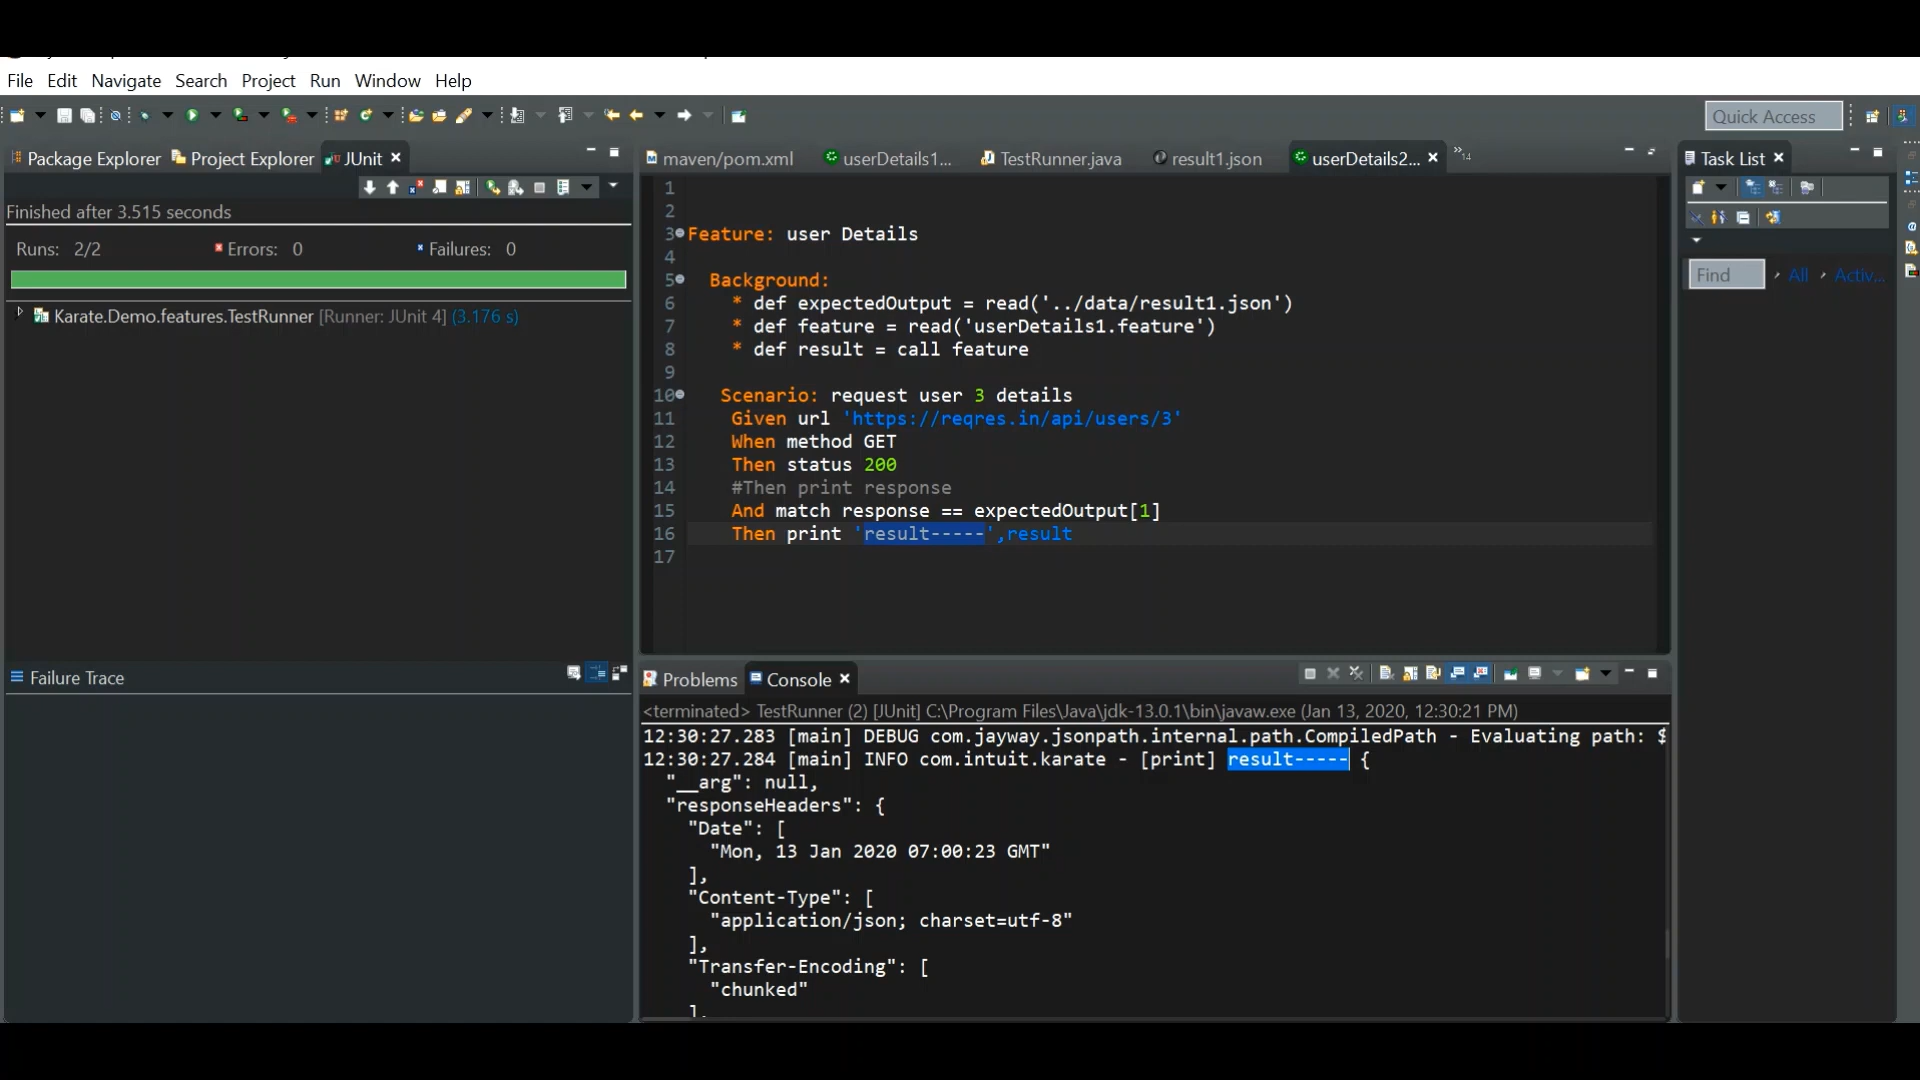 File Edit Navigate Search Project Run Window Help
Quick Access
Package Explorer Project Explorer JUnit
Finished after 3.515 seconds
Runs: 2/2 Errors: 0 Failures: 0
Karate.Demo.features.TestRunner [Runner: JUnit 4] (3.176 s)
Failure Trace
maven/pom.xml userDetails1... TestRunner.java result1.json userDetails2... »14
1
2
3 Feature: user Details
4
5 Background:
6 * def expectedOutput = read('../data/result1.json')
7 * def feature = read('userDetails1.feature')
8 * def result = call feature
9
10 Scenario: request user 3 details
11 Given url 'https://reqres.in/api/users/3'
12 When method GET
13 Then status 200
14 #Then print response
15 And match response == expectedOutput[1]
16 Then print 'result-----',result
17
Problems Console
<terminated> TestRunner (2) [JUnit] C:\Program Files\Java\jdk-13.0.1\bin\javaw.exe (Jan 13, 2020, 12:30:21 PM)
12:30:27.283 [main] DEBUG com.jayway.jsonpath.internal.path.CompiledPath - Evaluating path: $
12:30:27.284 [main] INFO com.intuit.karate - [print] result----- {
"__arg": null,
"responseHeaders": {
"Date": [
"Mon, 13 Jan 2020 07:00:23 GMT"
],
"Content-Type": [
"application/json; charset=utf-8"
],
"Transfer-Encoding": [
"chunked"
],
Task List
Find All Activ...